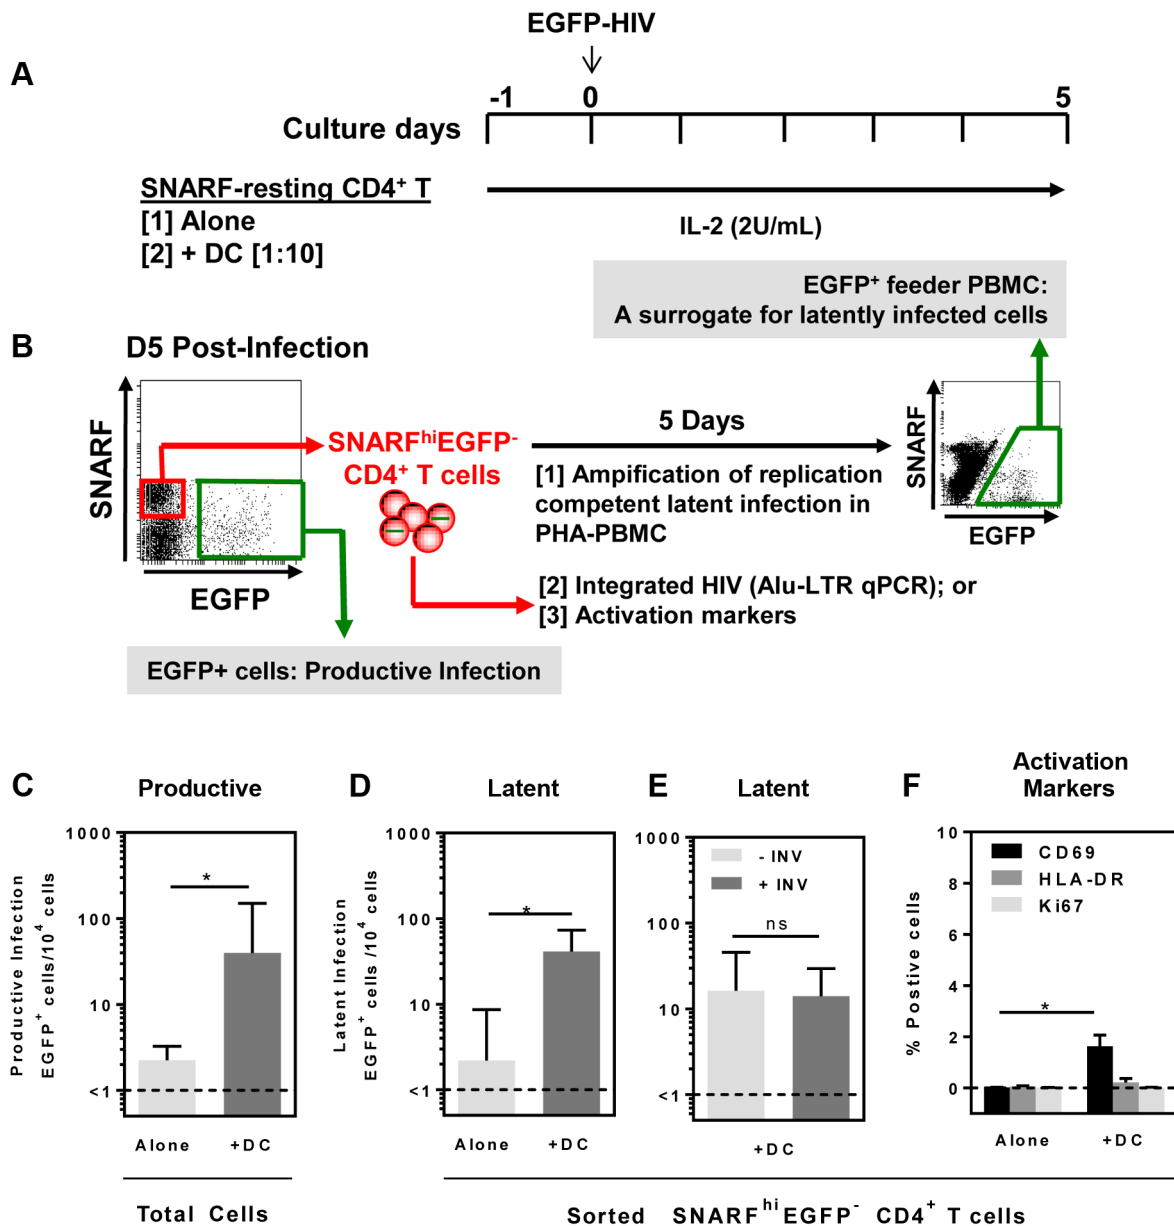 EGFP-HIV
A
-1 0 5
Culture days
SNARF-resting CD4⁺ T
[1] Alone
[2] + DC [1:10]
IL-2 (2U/mL)
EGFP⁺ feeder PBMC:
A surrogate for latently infected cells
B
D5 Post-Infection
SNARF
EGFP
SNARFʰⁱEGFP⁻
CD4⁺ T cells
5 Days
[1] Ampification of replication
competent latent infection in
PHA-PBMC
[2] Integrated HIV (Alu-LTR qPCR); or
[3] Activation markers
SNARF
EGFP
EGFP+ cells: Productive Infection
C
Productive
Productive Infection
EGFP⁺ cells/10⁴ cells
1000
100
10
<1
*
Alone +DC
Total Cells
D
Latent
Latent Infection
EGFP⁺ cells /10⁴ cells
1000
100
10
<1
*
Alone +DC
E
Latent
1000
100
10
<1
- INV
+ INV
ns
+DC
F
Activation
Markers
% Postive cells
10
8
6
4
2
0
CD69
HLA-DR
Ki67
*
Alone +DC
Sorted SNARFʰⁱEGFP⁻ CD4⁺ T cells